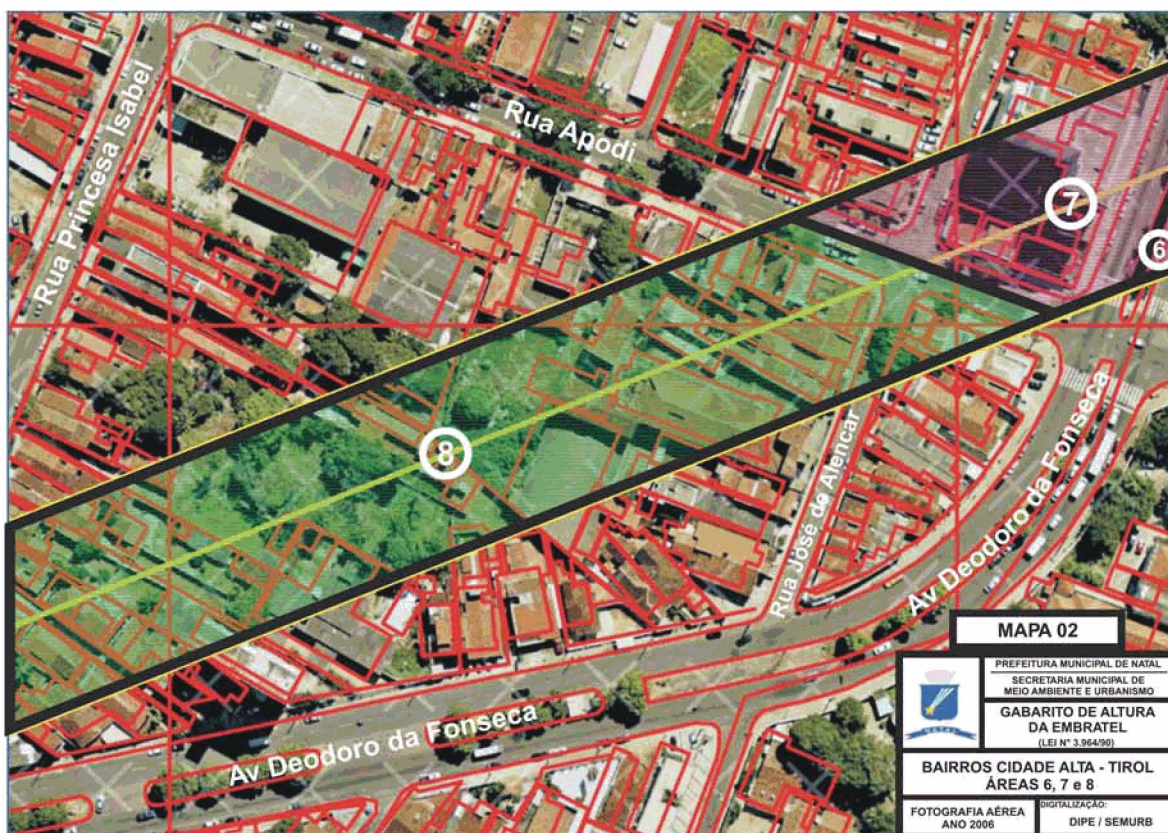 Rua Princesa Isabel
Rua Apodi
7
6
8
Rua José de Alencar
Av Deodoro da Fonseca
Av Deodoro da Fonseca
MAPA 02
PREFEITURA MUNICIPAL DE NATAL
SECRETARIA MUNICIPAL DE
MEIO AMBIENTE E URBANISMO
NATAL
GABARITO DE ALTURA
DA EMBRATEL
(LEI Nº 3.964/90)
BAIRROS CIDADE ALTA - TIROL
ÁREAS 6, 7 e 8
FOTOGRAFIA AÉREA
ANO 2006
DIGITALIZAÇÃO:
DIPE / SEMURB